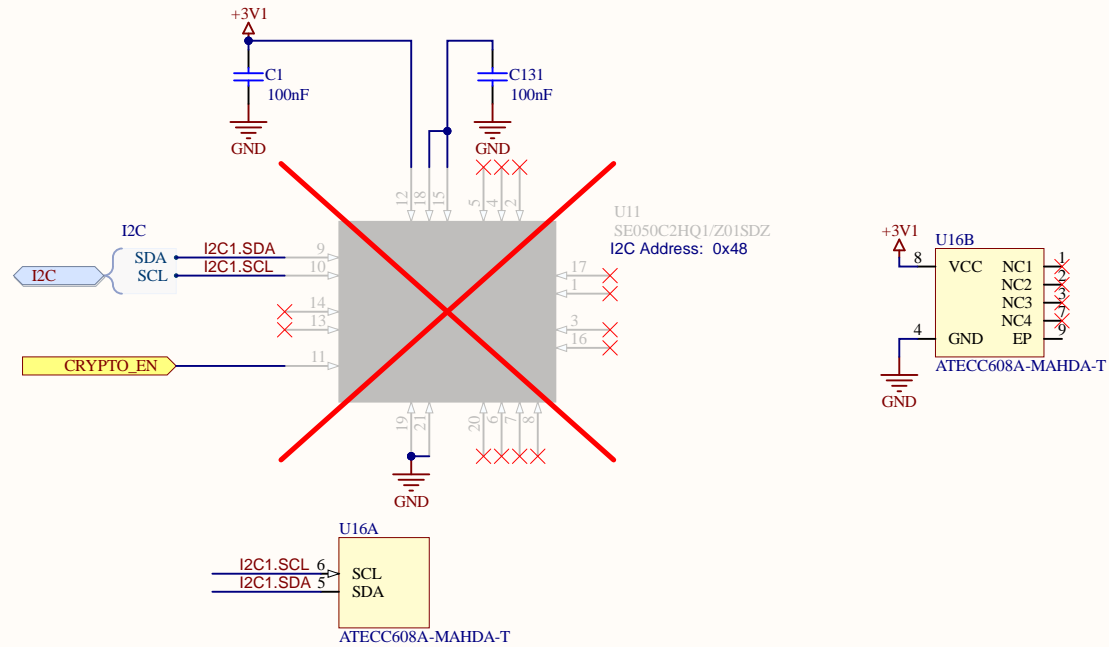 +3V1
C1
100nF
GND
C131
100nF
GND
12
18
15
5
4
2
U11
SE050C2HQ1/Z01SDZ
I2C Address: 0x48
I2C
I2C
SDA
SCL
I2C1.SDA
I2C1.SCL
9
10
14
13
11
CRYPTO_EN
17
1
3
16
19
21
20
6
7
8
GND
+3V1
U16B
8
VCC
4
GND
NC1
1
NC2
2
NC3
3
NC4
7
EP
9
ATECC608A-MAHDA-T
GND
U16A
I2C1.SCL
6
SCL
I2C1.SDA
5
SDA
ATECC608A-MAHDA-T